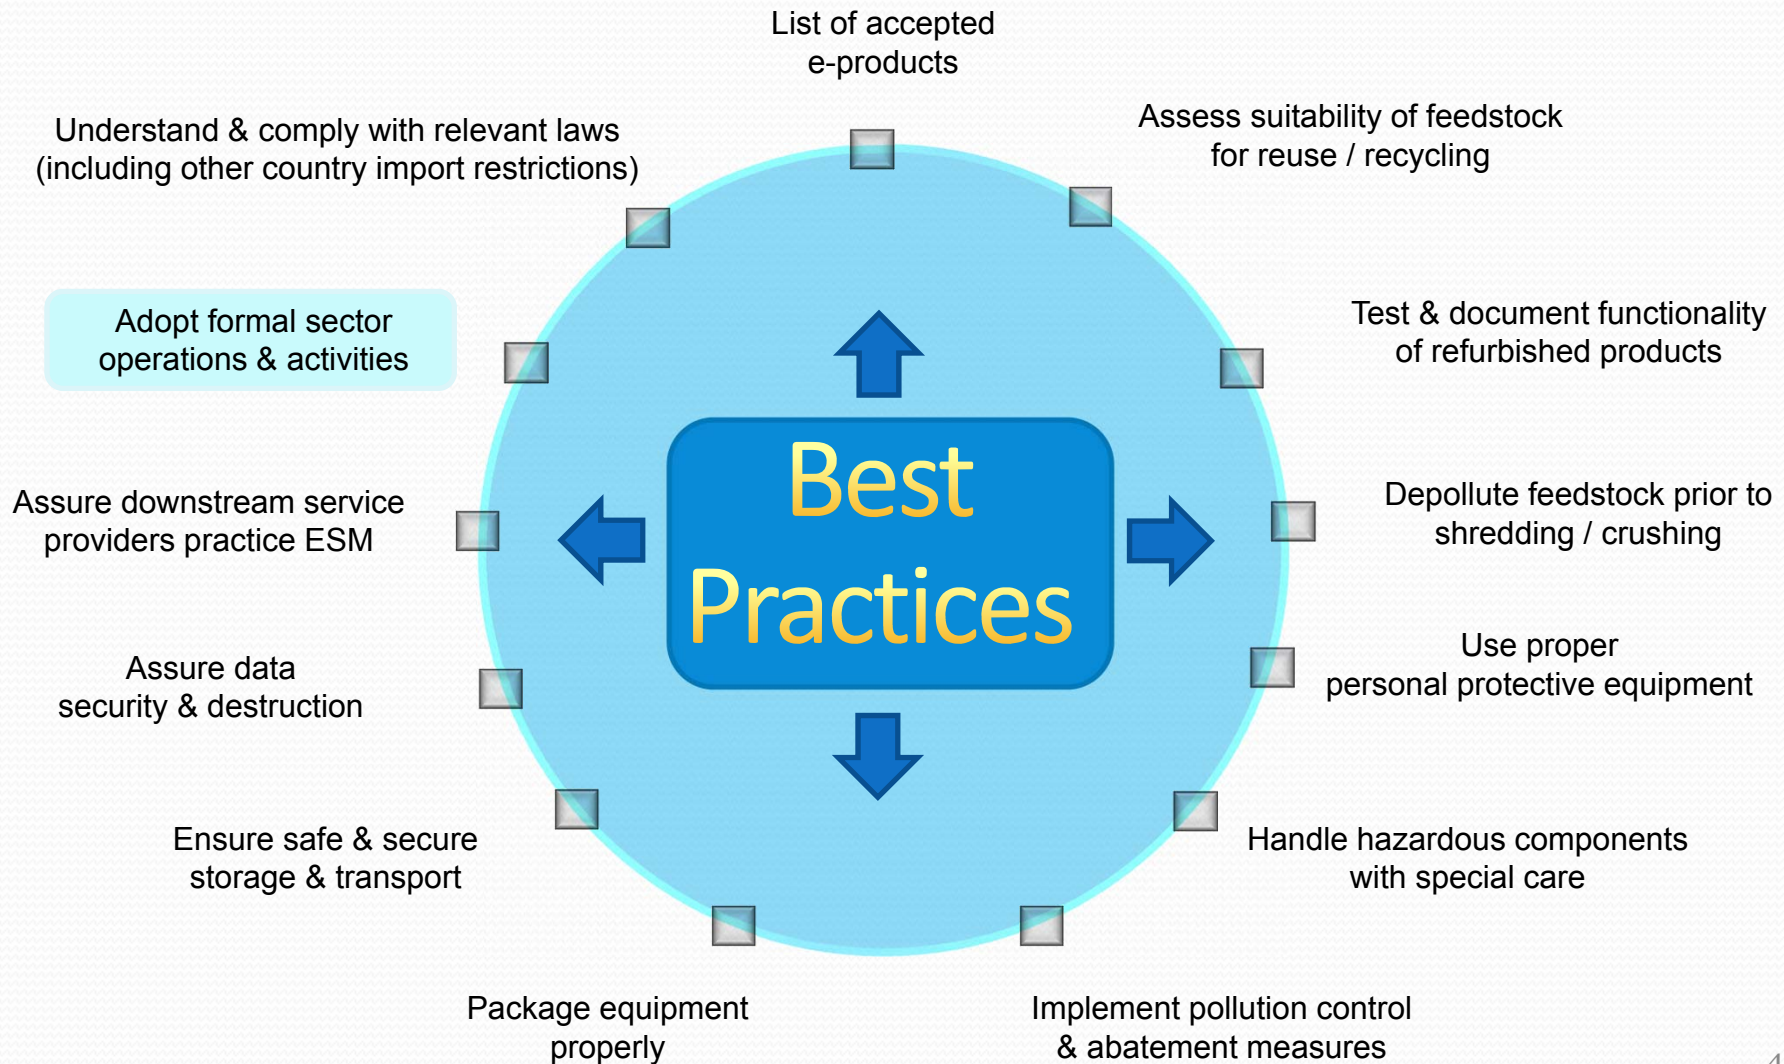 List of accepted
e-products
Assess suitability of feedstock
for reuse / recycling
Test & document functionality
of refurbished products
Depollute feedstock prior to
shredding / crushing
Use proper
personal protective equipment
Handle hazardous components
with special care
Implement pollution control
& abatement measures
Package equipment
properly
Ensure safe & secure
storage & transport
Assure data
security & destruction
Assure downstream service
providers practice ESM
Adopt formal sector
operations & activities
Understand & comply with relevant laws
(including other country import restrictions)
Best
Practices